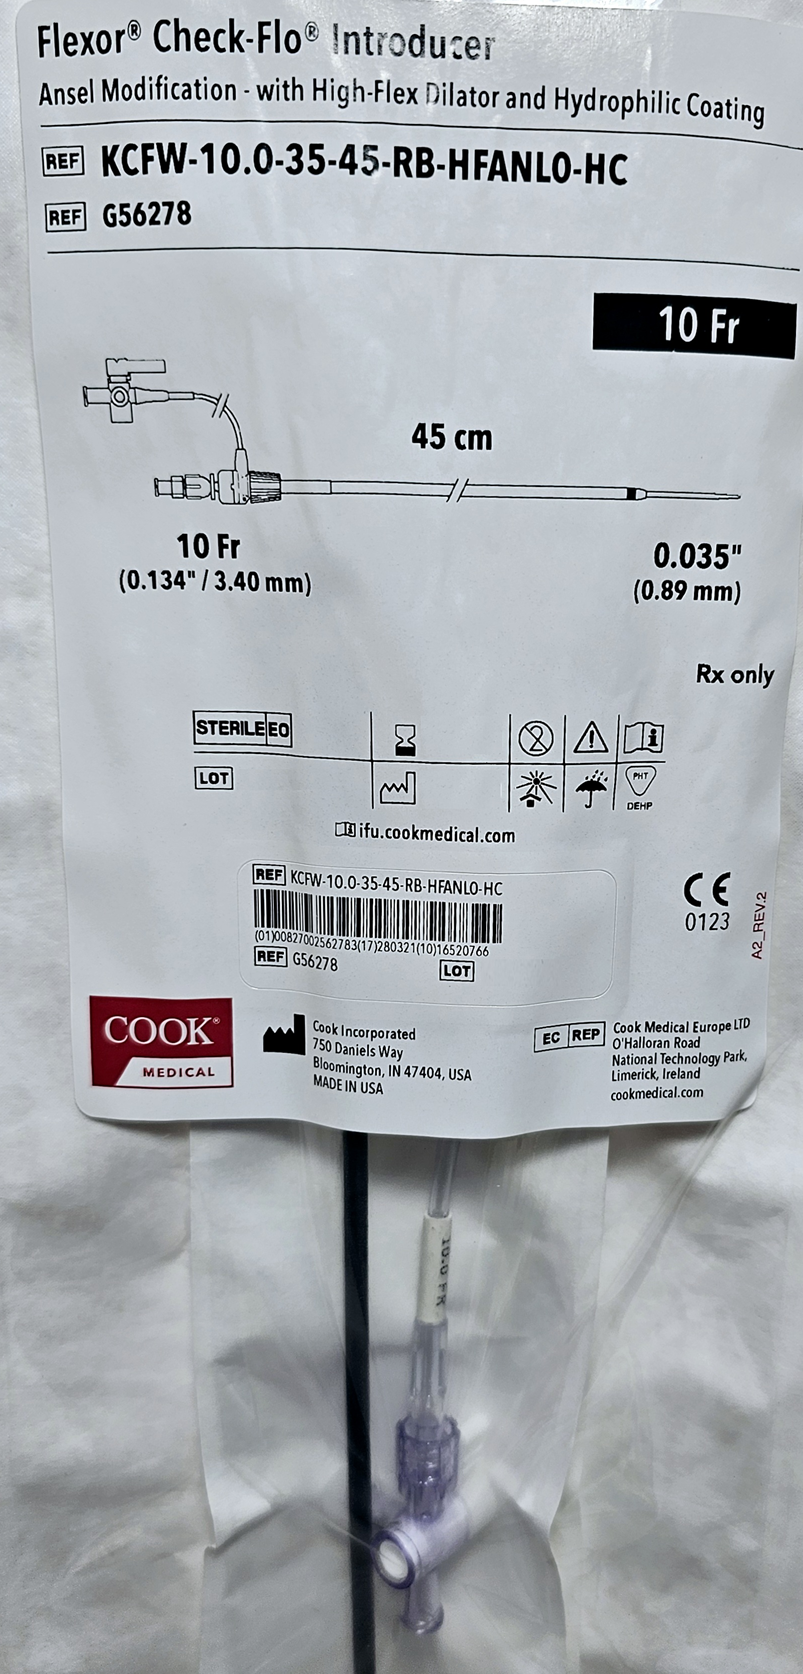 Flexor® Check-Flo® Introducer
Ansel Modification - with High-Flex Dilator and Hydrophilic Coating
REF KCFW-10.0-35-45-RB-HFANL0-HC
REF G56278
10 Fr
45 cm
10 Fr
(0.134" / 3.40 mm)
0.035"
(0.89 mm)
Rx only
STERILE EO
LOT
PHT
DEHP
ifu.cookmedical.com
REF KCFW-10.0-35-45-RB-HFANL0-HC
(01)00827002562783(17)280321(10)16520766
REF G56278
LOT
CE
0123
A2_REV.2
COOK®
MEDICAL
Cook Incorporated
750 Daniels Way
Bloomington, IN 47404, USA
MADE IN USA
EC REP
Cook Medical Europe LTD
O'Halloran Road
National Technology Park,
Limerick, Ireland
cookmedical.com
10.0 FR